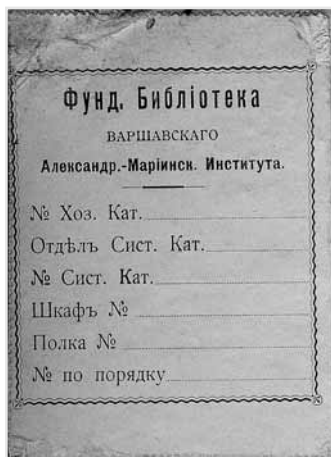 Фунд. Библіотека
ВАРШАВСКАГО
Александр.-Маріинск. Института.
№ Хоз. Кат.
Отдѣлъ Сист. Кат.
№ Сист. Кат.
Шкафъ №
Полка №
№ по порядку